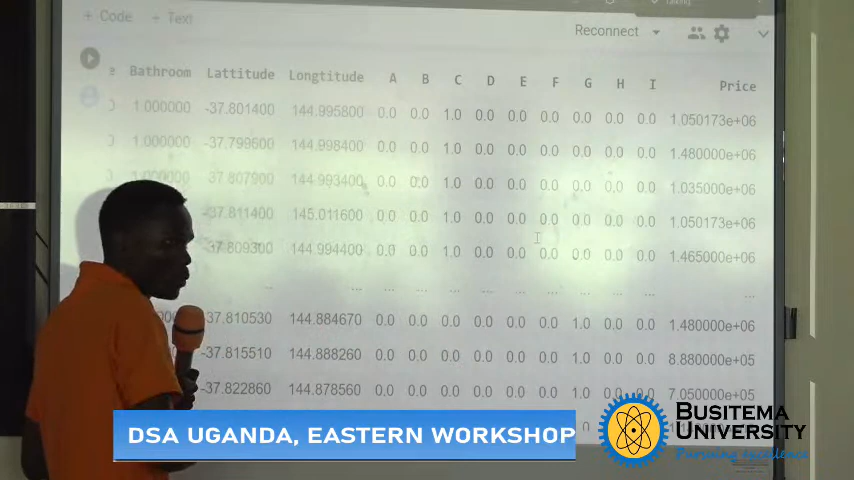 + Code + Text
Reconnect
Bathroom Lattitude Longtitude A B C D E F G H I Price
1.000000 -37.801400 144.995800 0.0 0.0 1.0 0.0 0.0 0.0 0.0 0.0 0.0 1.050173e+06
1.000000 -37.799600 144.998400 0.0 0.0 1.0 0.0 0.0 0.0 0.0 0.0 0.0 1.480000e+06
1.000000 37.807900 144.993400 0.0 0.0 1.0 0.0 0.0 0.0 0.0 0.0 0.0 1.035000e+06
-37.811400 145.011600 0.0 0.0 1.0 0.0 0.0 0.0 0.0 0.0 0.0 1.050173e+06
-37.809300 144.994400 0.0 0.0 1.0 0.0 0.0 0.0 0.0 0.0 0.0 1.465000e+06
... ... ... ... ... ... ... ... ... ... ...
37.810530 144.884670 0.0 0.0 0.0 0.0 0.0 0.0 1.0 0.0 0.0 1.480000e+06
-37.815510 144.888260 0.0 0.0 0.0 0.0 0.0 0.0 1.0 0.0 0.0 8.880000e+05
-37.822860 144.878560 0.0 0.0 0.0 0.0 0.0 0.0 1.0 0.0 0.0 7.050000e+05
DSA UGANDA, EASTERN WORKSHOP
BUSITEMA
UNIVERSITY
Pursuing excellence